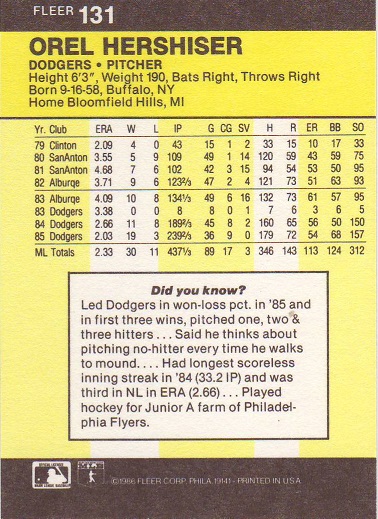 FLEER 131
OREL HERSHISER
DODGERS • PITCHER
Height 6'3", Weight 190, Bats Right, Throws Right
Born 9-16-58, Buffalo, NY
Home Bloomfield Hills, MI
Yr. Club ERA W L IP G CG SV H R ER BB SO
79 Clinton 2.09 4 0 43 15 1 2 33 15 10 17 33
80 SanAnton 3.55 5 9 109 49 1 14 120 59 43 59 75
81 SanAnton 4.68 7 6 102 42 3 15 94 54 53 50 95
82 Alburqe 3.71 9 6 123⅔ 47 2 4 121 73 51 63 93
83 Alburqe 4.09 10 8 134⅓ 49 6 16 132 73 61 57 95
83 Dodgers 3.38 0 0 8 8 0 1 7 6 3 6 5
84 Dodgers 2.66 11 8 189⅔ 45 8 2 160 65 56 50 150
85 Dodgers 2.03 19 3 239⅔ 36 9 0 179 72 54 68 157
ML Totals 2.33 30 11 437⅓ 89 17 3 346 143 113 124 312
Did you know?
Led Dodgers in won-loss pct. in '85 and
in first three wins, pitched one, two &
three hitters... Said he thinks about
pitching no-hitter every time he walks
to mound.... Had longest scoreless
inning streak in '84 (33.2 IP) and was
third in NL in ERA (2.66)... Played
hockey for Junior A farm of Philadel-
phia Flyers.
©1986 FLEER CORP. PHILA. 19141 - PRINTED IN U.S.A.